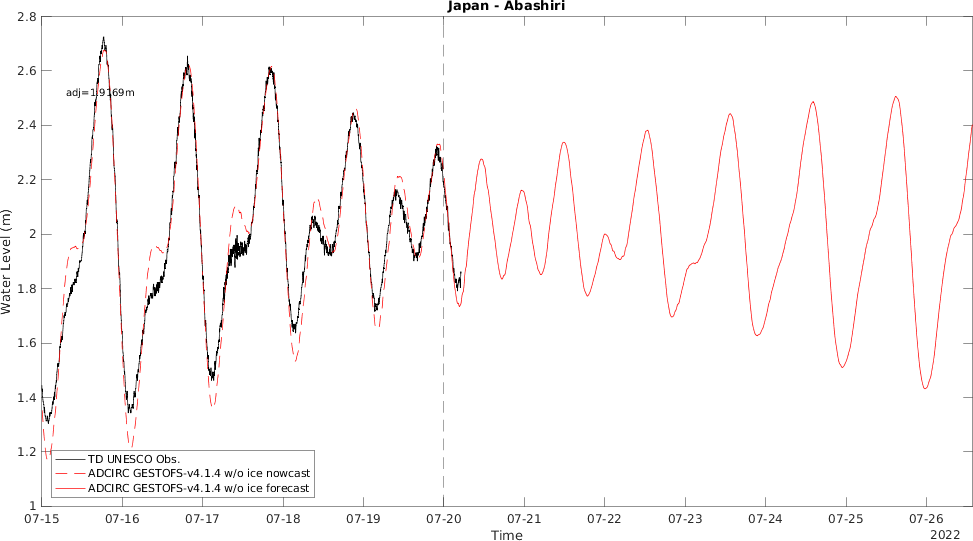 Japan - Abashiri
2.8
2.6
2.4
2.2
2
1.8
1.6
1.4
1.2
1
Water Level (m)
adj=1.9169m
TD UNESCO Obs.
ADCIRC GESTOFS-v4.1.4 w/o ice nowcast
ADCIRC GESTOFS-v4.1.4 w/o ice forecast
07-15 07-16 07-17 07-18 07-19 07-20 07-21 07-22 07-23 07-24 07-25 07-26
Time
2022